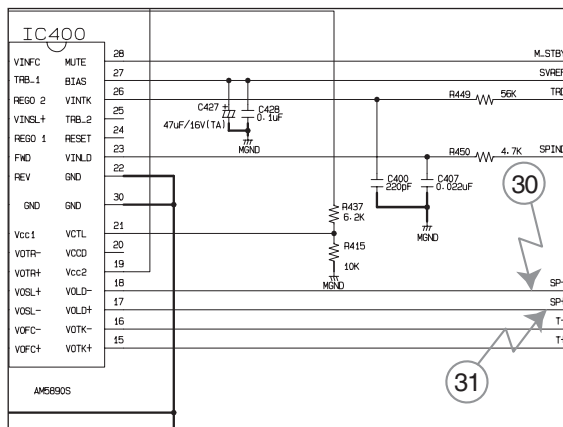 IC400
VINFC MUTE 28 M_STBY
TRB_1 BIAS 27 SVREF
REGO 2 VINTK 26 R449 56K TRD
VINSL+ TRB_2 25
C427 + 47uF/16V(TA) C428 0.1uF
MGND
REGO 1 RESET 24
FWD VINLD 23 R450 4.7K SPIND
REV GND 22
C400 220pF C407 0.022uF
MGND
30
GND GND 30
R437 6.2K
Vcc1 VCTL 21
VOTR- VCCD 20
R415 10K
MGND
VOTR+ Vcc2 19
VOSL+ VOLD- 18 SP-
VOSL- VOLD+ 17 SP+
VOFC- VOTK- 16 T-
VOFC+ VOTK+ 15 T+
31
AM5890S